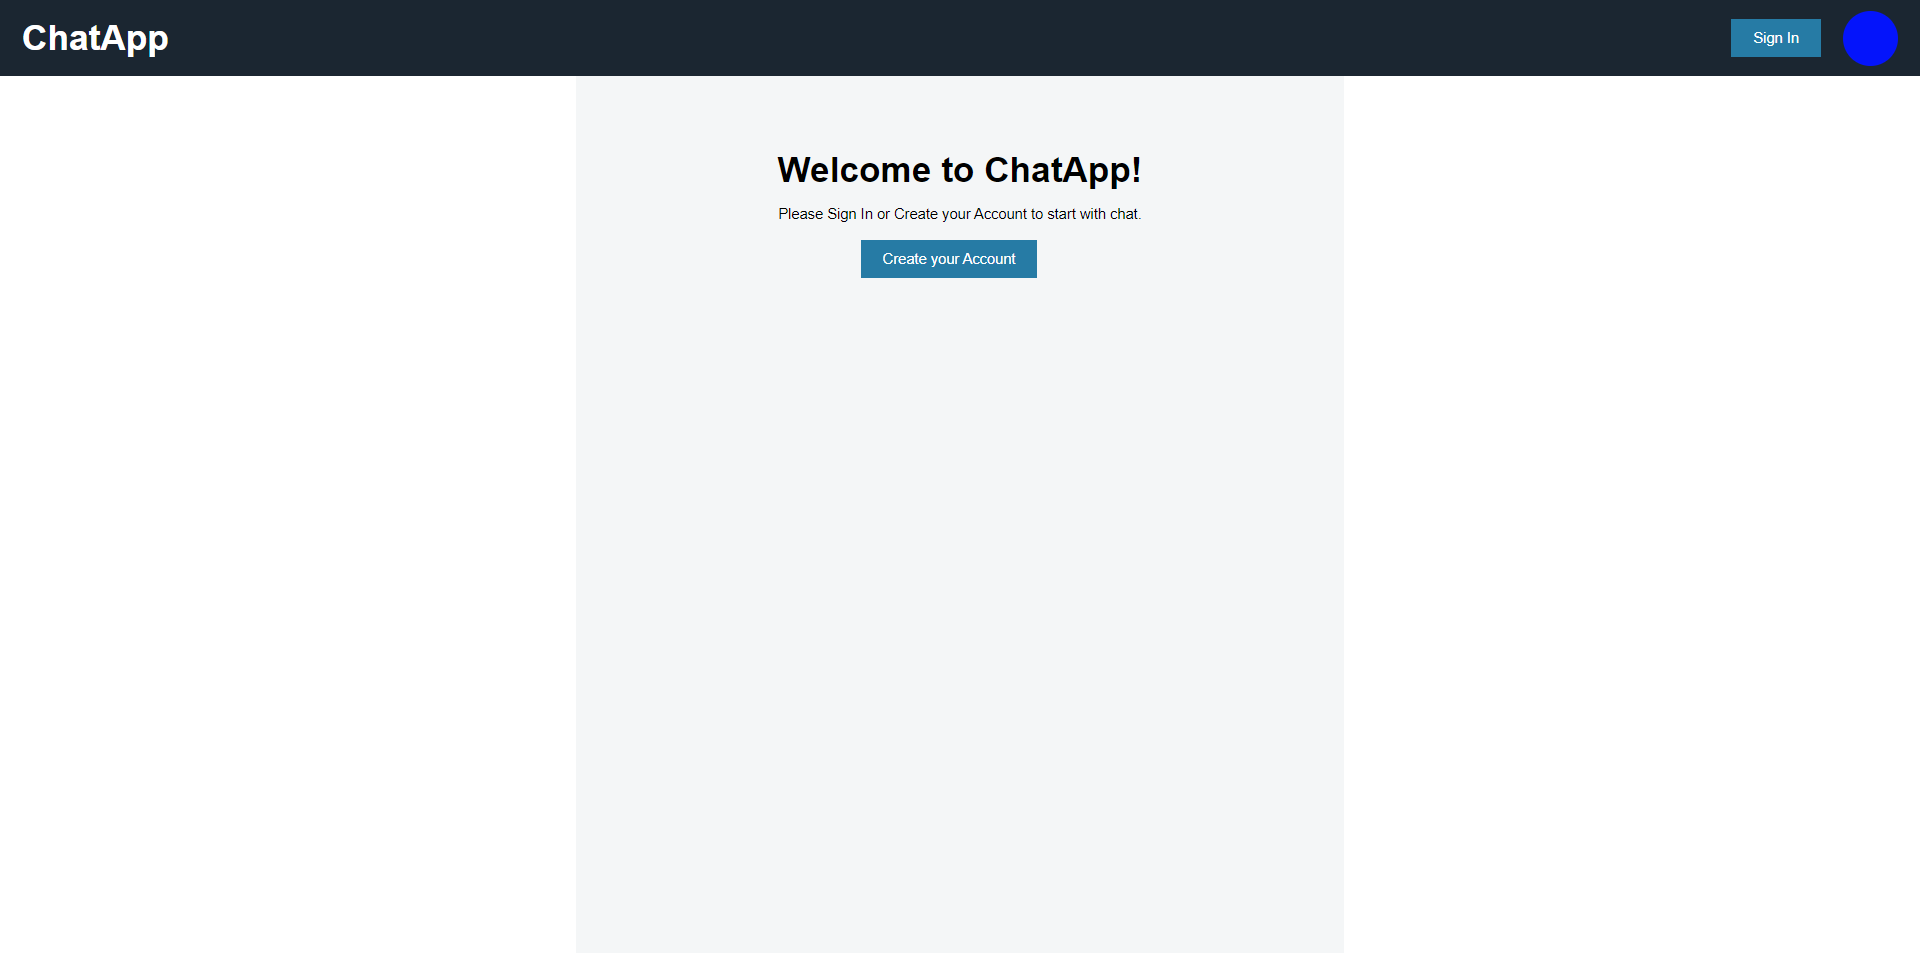 ChatApp
Sign In
Welcome to ChatApp!
Please Sign In or Create your Account to start with chat.
Create your Account